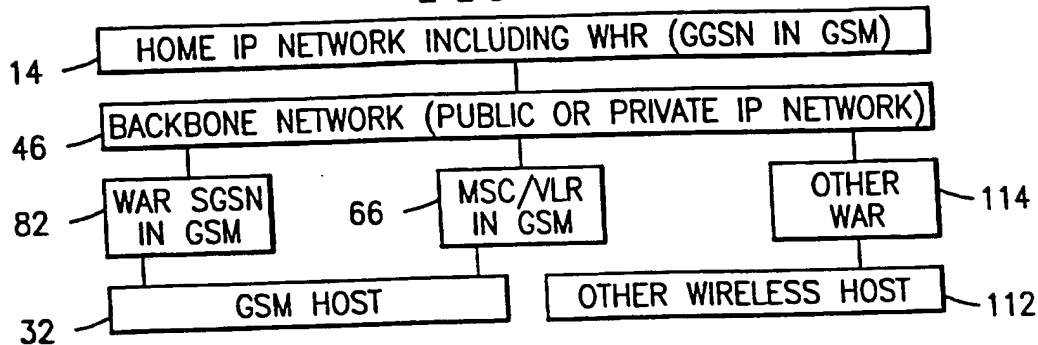 14
HOME IP NETWORK INCLUDING WHR (GGSN IN GSM)
46
BACKBONE NETWORK (PUBLIC OR PRIVATE IP NETWORK)
82
WAR SGSN
IN GSM
66
MSC/VLR
IN GSM
OTHER
WAR
114
32
GSM HOST
OTHER WIRELESS HOST
112